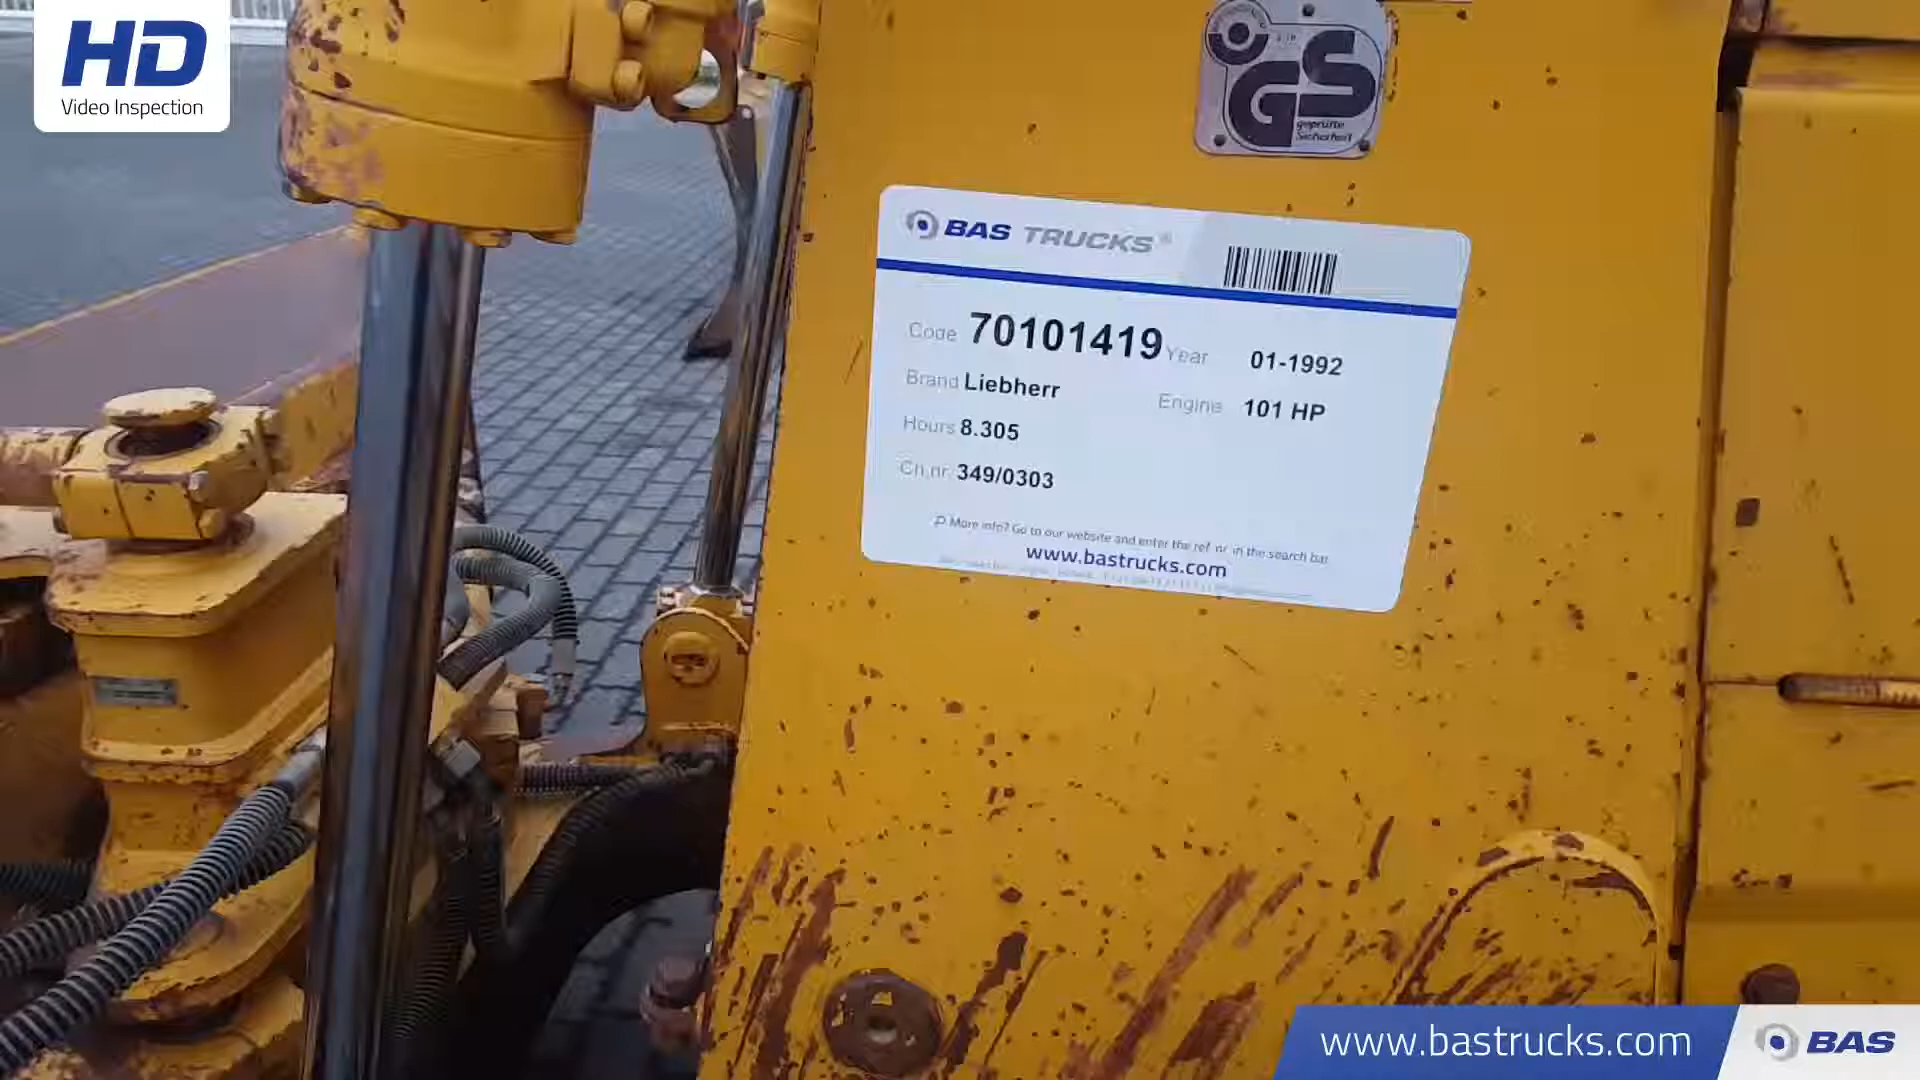 HD
Video Inspection
GS
geprüfte
Sicherheit
BAS TRUCKS®
Code 70101419 Year 01-1992
Brand Liebherr Engine 101 HP
Hours 8.305
Ch.nr. 349/0303
More info? Go to our website and enter the ref. nr. in the search bar
www.bastrucks.com
www.bastrucks.com
BAS